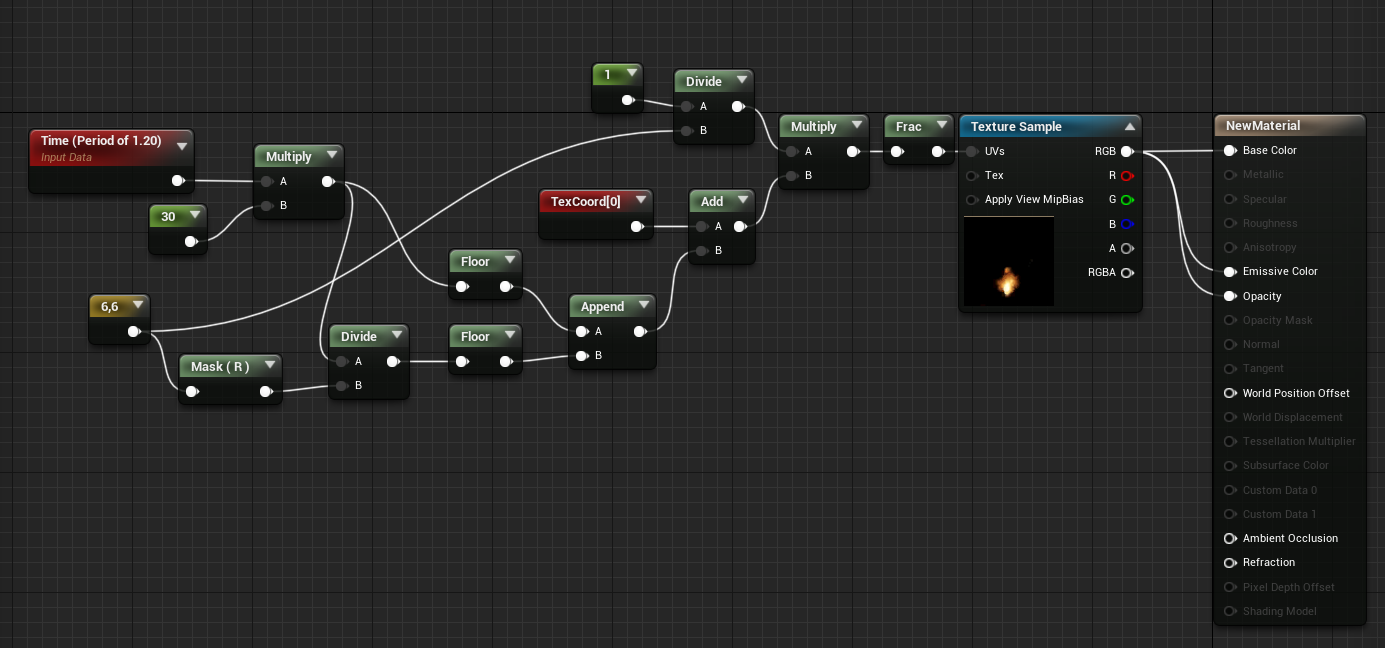 1
Divide
A
B
Time (Period of 1.20)
Input Data
Multiply
A
B
30
Multiply
A
B
Frac
Texture Sample
UVs
RGB
Tex
R
Apply View MipBias
G
B
A
RGBA
TexCoord[0]
Add
A
B
Floor
6,6
Append
A
B
Divide
A
B
Floor
Mask ( R )
NewMaterial
Base Color
Metallic
Specular
Roughness
Anisotropy
Emissive Color
Opacity
Opacity Mask
Normal
Tangent
World Position Offset
World Displacement
Tessellation Multiplier
Subsurface Color
Custom Data 0
Custom Data 1
Ambient Occlusion
Refraction
Pixel Depth Offset
Shading Model